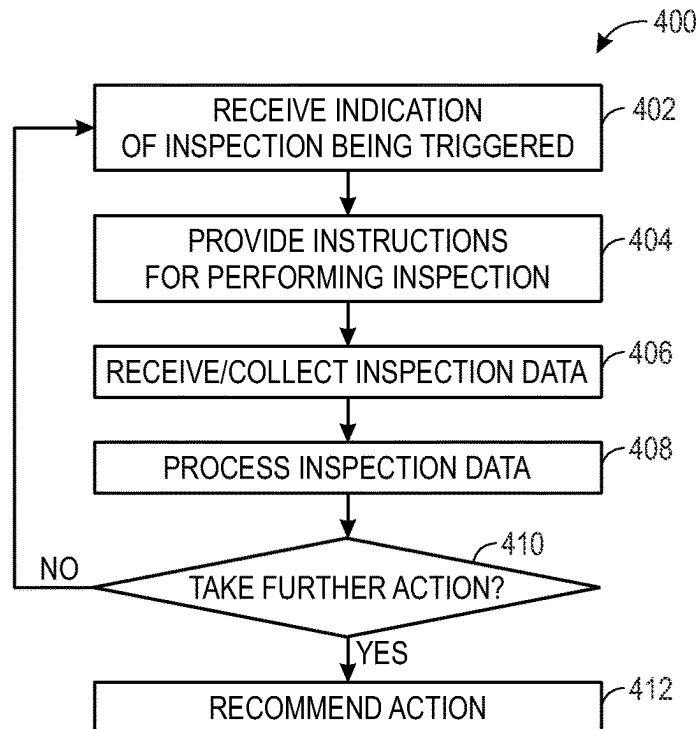 400
RECEIVE INDICATION
OF INSPECTION BEING TRIGGERED
402
PROVIDE INSTRUCTIONS
FOR PERFORMING INSPECTION
404
RECEIVE/COLLECT INSPECTION DATA
406
PROCESS INSPECTION DATA
408
410
NO
TAKE FURTHER ACTION?
YES
RECOMMEND ACTION
412